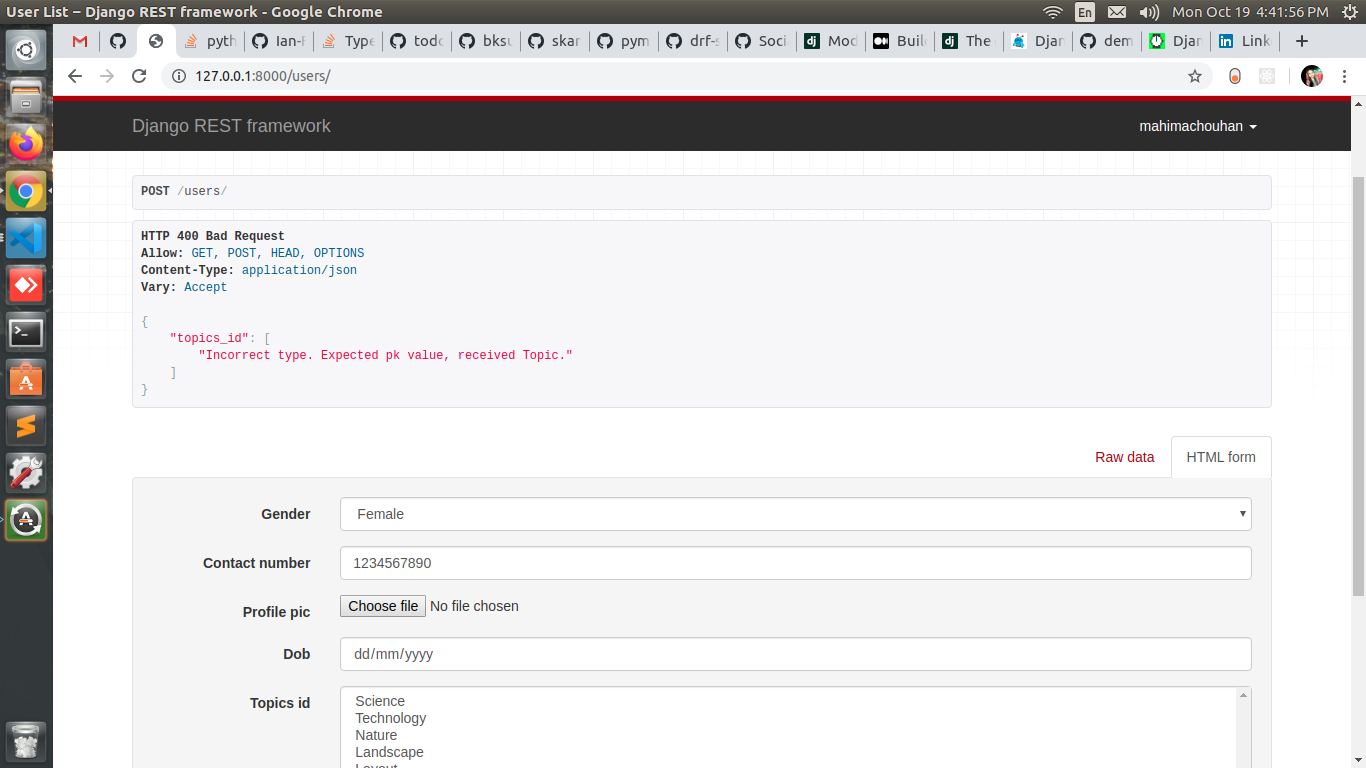 User List – Django REST framework - Google Chrome
En
Mon Oct 19 4:41:56 PM
pyth
Ian-
Type
todo
bksu
skar
pym
drf-s
Soci
Mod
Buil
The
Djan
dem
Djan
Link
127.0.0.1:8000/users/
Django REST framework
mahimachouhan
POST /users/
HTTP 400 Bad Request
Allow: GET, POST, HEAD, OPTIONS
Content-Type: application/json
Vary: Accept
{
"topics_id": [
"Incorrect type. Expected pk value, received Topic."
]
}
Raw data
HTML form
Gender
Female
Contact number
1234567890
Profile pic
Choose file No file chosen
Dob
dd/mm/yyyy
Topics id
Science
Technology
Nature
Landscape